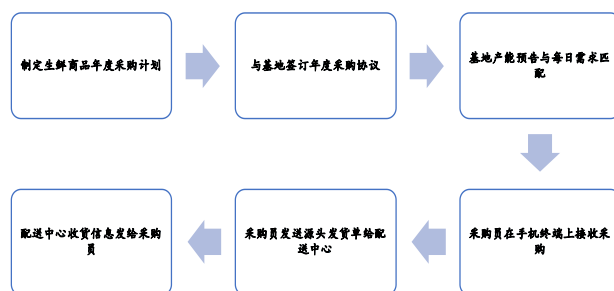 制定生鲜商品年度采购计划
与基地签订年度采购协议
基地产能预告与每日需求匹
配
采购员在手机终端上接收采
购
采购员发送源头发货单给配
送中心
配送中心收货信息发给采购
员